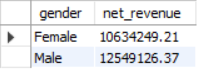 gender net_revenue
Female 10634249.21
Male 12549126.37